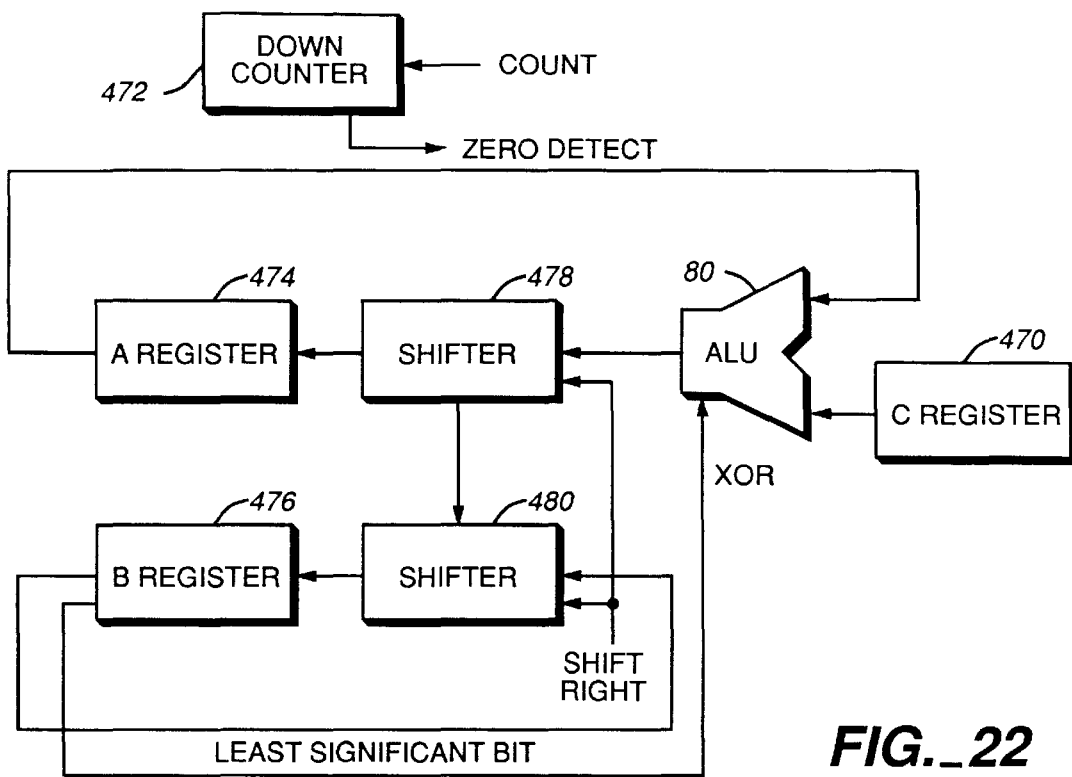 DOWN
COUNTER
472
COUNT
ZERO DETECT
474
478
80
470
A REGISTER
SHIFTER
ALU
C REGISTER
XOR
476
480
B REGISTER
SHIFTER
SHIFT
RIGHT
LEAST SIGNIFICANT BIT
FIG._22